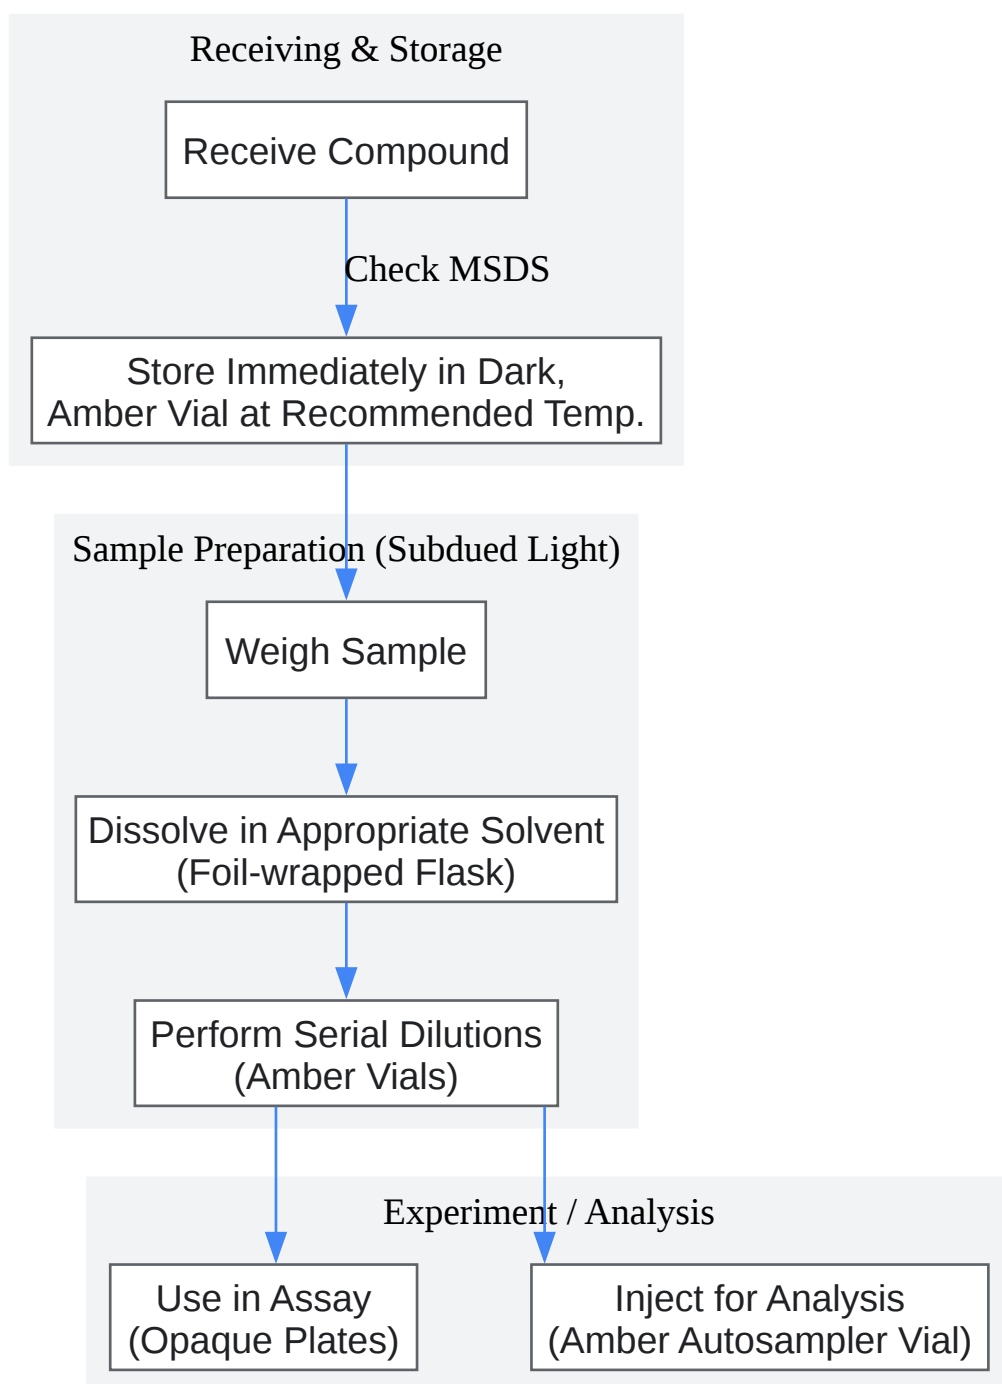 Receiving & Storage
Receive Compound
Check MSDS
Store Immediately in Dark,
Amber Vial at Recommended Temp.
Sample Preparation (Subdued Light)
Weigh Sample
Dissolve in Appropriate Solvent
(Foil-wrapped Flask)
Perform Serial Dilutions
(Amber Vials)
Experiment / Analysis
Use in Assay
(Opaque Plates)
Inject for Analysis
(Amber Autosampler Vial)